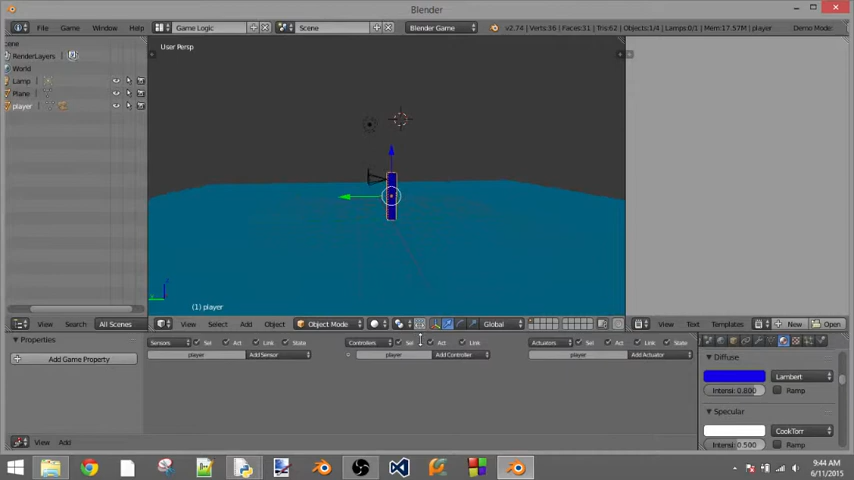 Blender
File Game Window Help Game Logic Scene Blender Game v2.74 | Verts:36 | Faces:31 | Tris:62 | Objects:1/4 | Lamps:0/1 | Mem:17.57M | player Demo Mode
cene
RenderLayers
World
Lamp
Plane
player
User Persp
(1) player
View Search All Scenes
View Select Add Object Object Mode Global
View Text Templates New Open
Properties
Add Game Property
Sensors Sel Act Link State
player Add Sensor
Controllers Sel Act Link
player Add Controller
Actuators Sel Act Link State
player Add Actuator
Diffuse
Lambert
Intensi: 0.800 Ramp
Specular
CookTorr
Intensi: 0.500 Ramp
View Add
9:44 AM
6/11/2015